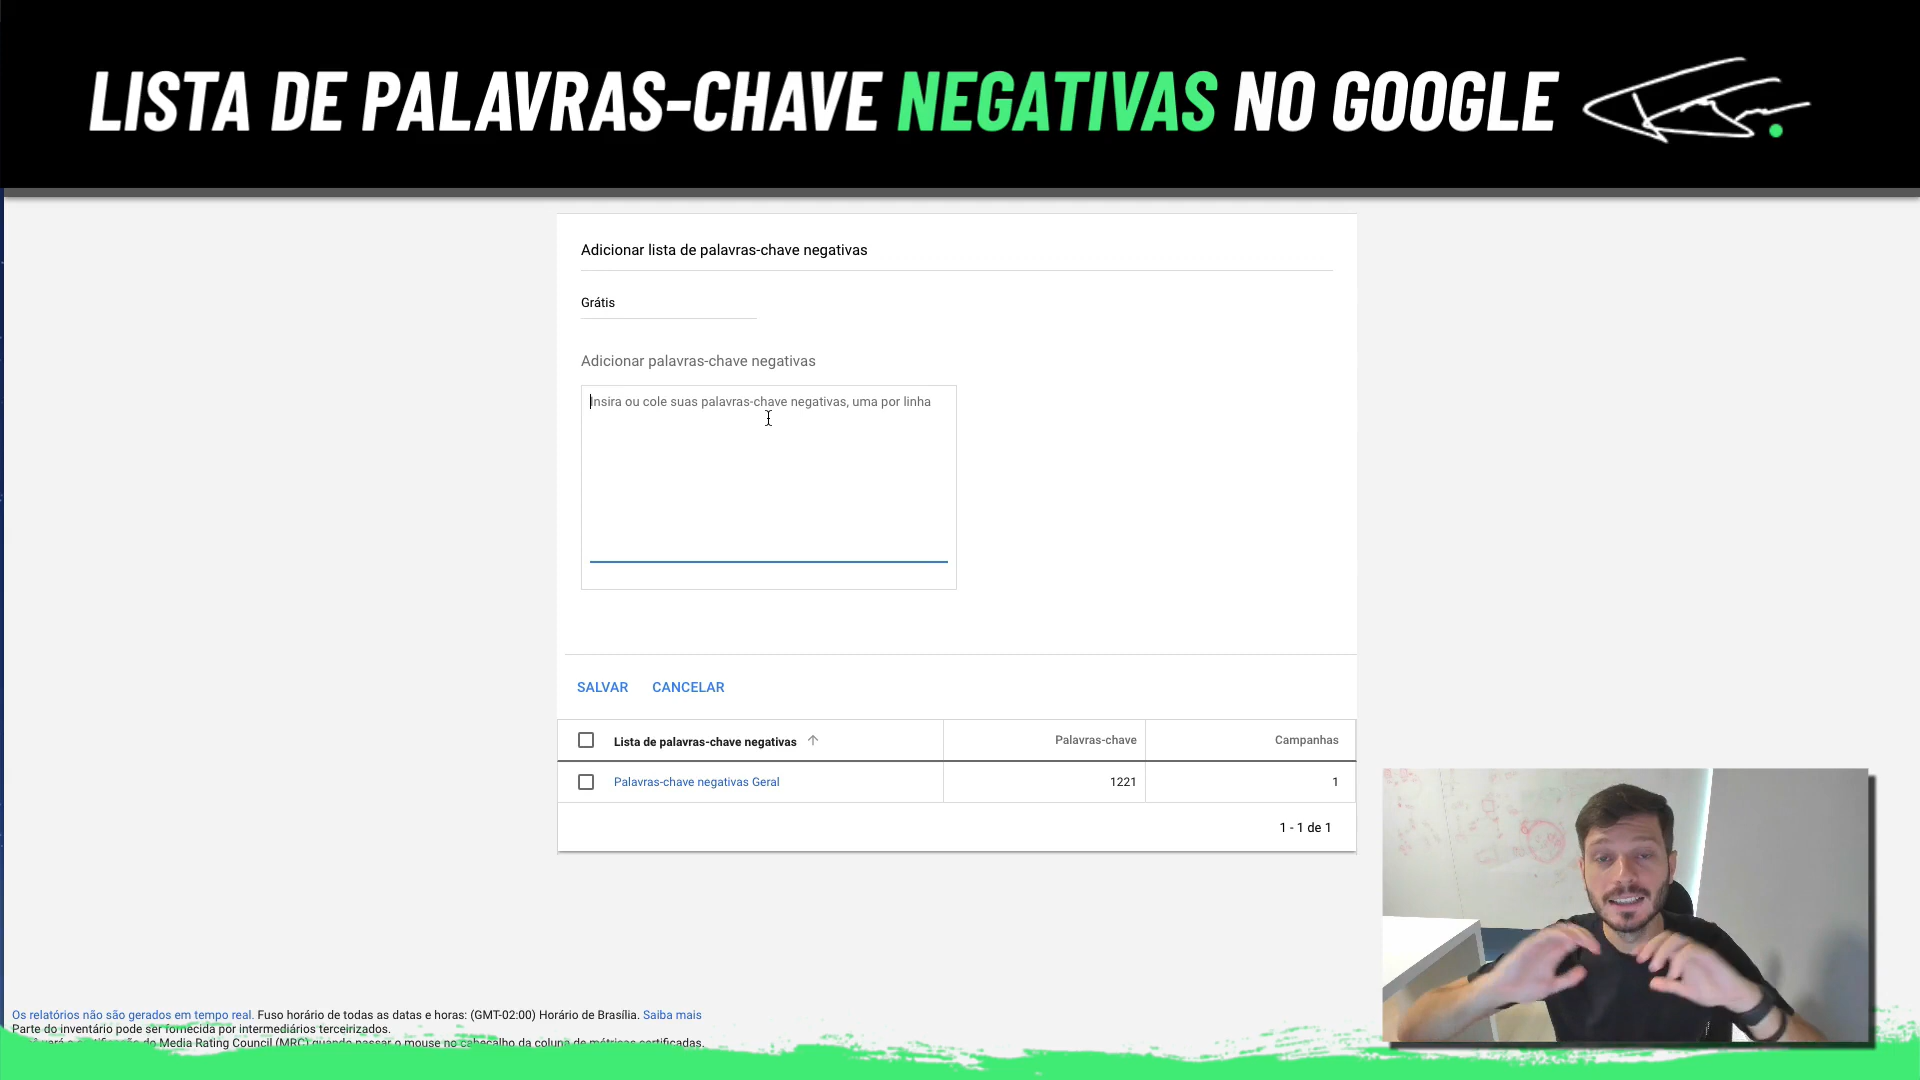 LISTA DE PALAVRAS-CHAVE NEGATIVAS NO GOOGLE
Adicionar lista de palavras-chave negativas
Grátis
Adicionar palavras-chave negativas
Insira ou cole suas palavras-chave negativas, uma por linha
SALVAR CANCELAR
Lista de palavras-chave negativas Palavras-chave Campanhas
Palavras-chave negativas Geral 1221 1
1 - 1 de 1
Os relatórios não são gerados em tempo real. Fuso horário de todas as datas e horas: (GMT-02:00) Horário de Brasília. Saiba mais
Parte do inventário pode ser fornecida por intermediários terceirizados.
do Media Rating Council (MRC) quando passar o mouse no cabeçalho da coluna de métricas certificadas.